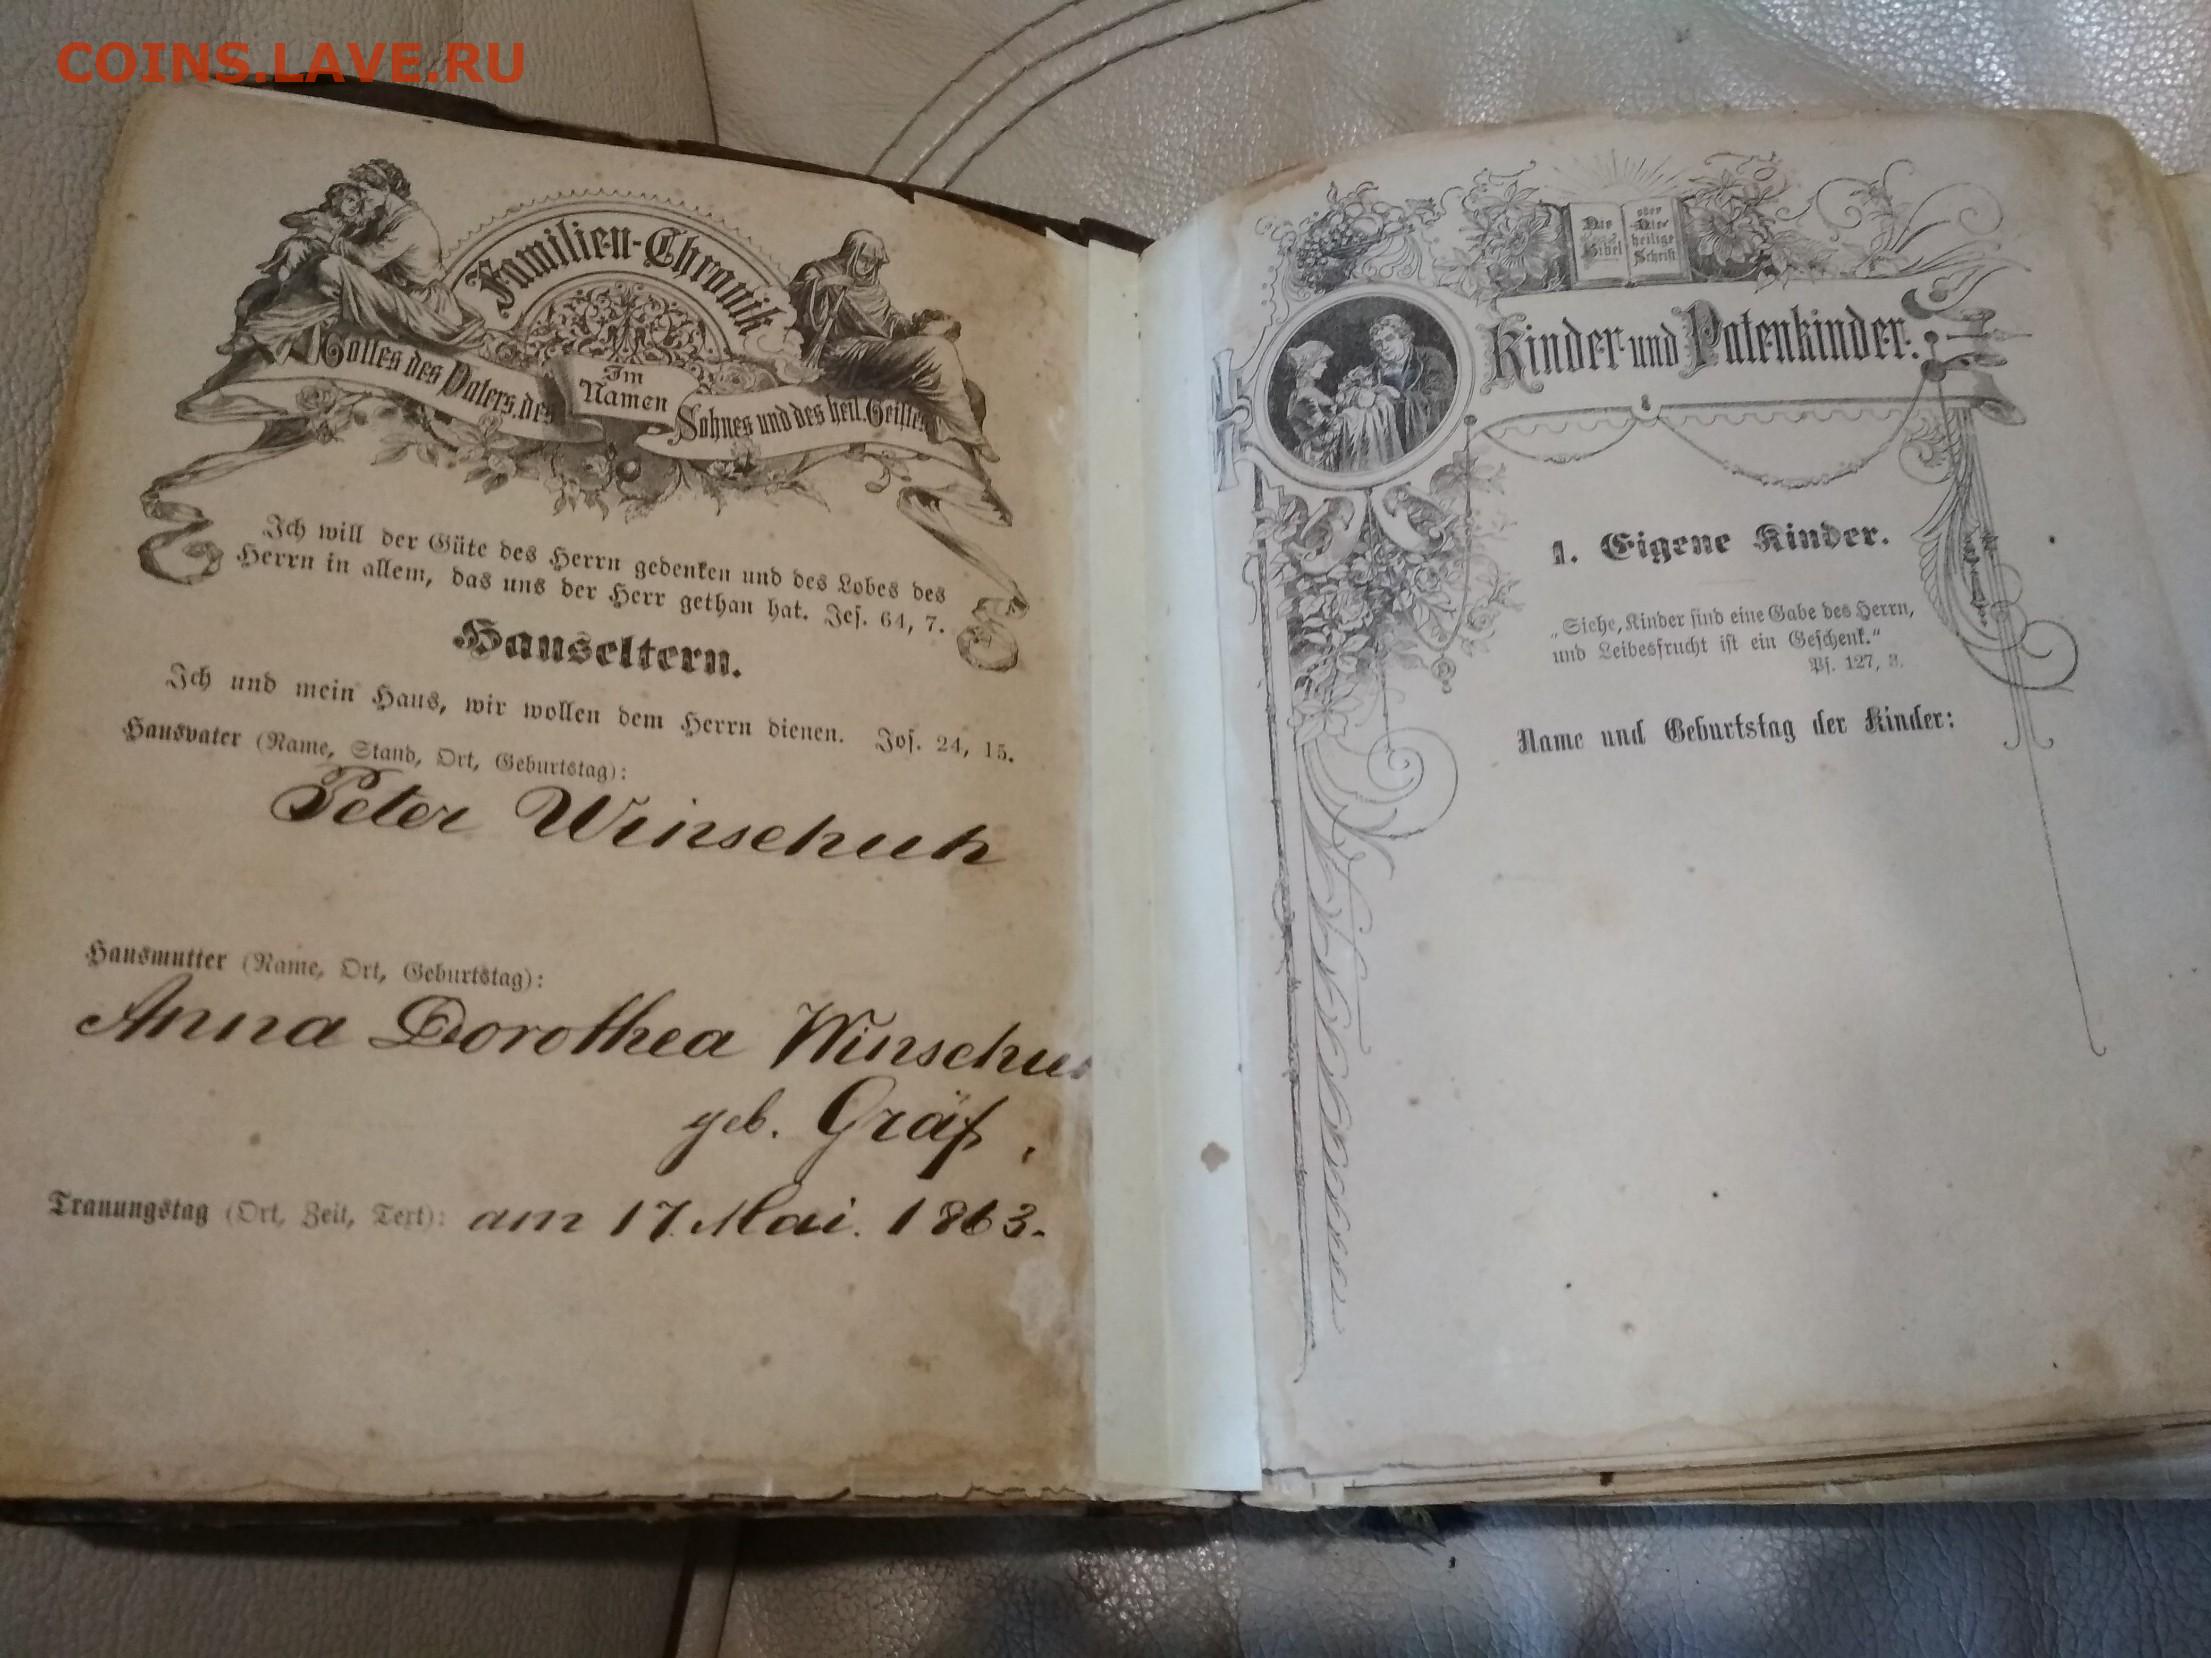 COINS.LAVE.RU
Familien-Chronik
Im
Namen
Gottes des Vaters, des
Sohnes und des heil. Geistes
Ich will der Güte des Herrn gedenken und des Lobes des
Herrn in allem, das uns der Herr gethan hat. Jes. 64, 7.
Hauseltern.
Ich und mein Haus, wir wollen dem Herrn dienen. Jos. 24, 15.
Hausvater (Name, Stand, Ort, Geburtstag):
Peter Winschuh
Hausmutter (Name, Ort, Geburtstag):
Anna Dorothea Winschu
geb. Gräf,
Trauungstag (Ort, Zeit, Text): am 17. Mai. 1863.
Die
Bibel
oder
Die
heilige
Schrift
Kinder und Patenkinder.
1. Eigene Kinder.
„Siehe, Kinder sind eine Gabe des Herrn,
und Leibesfrucht ist ein Geschenk.“
Ps. 127, 3.
Name und Geburtstag der Kinder: